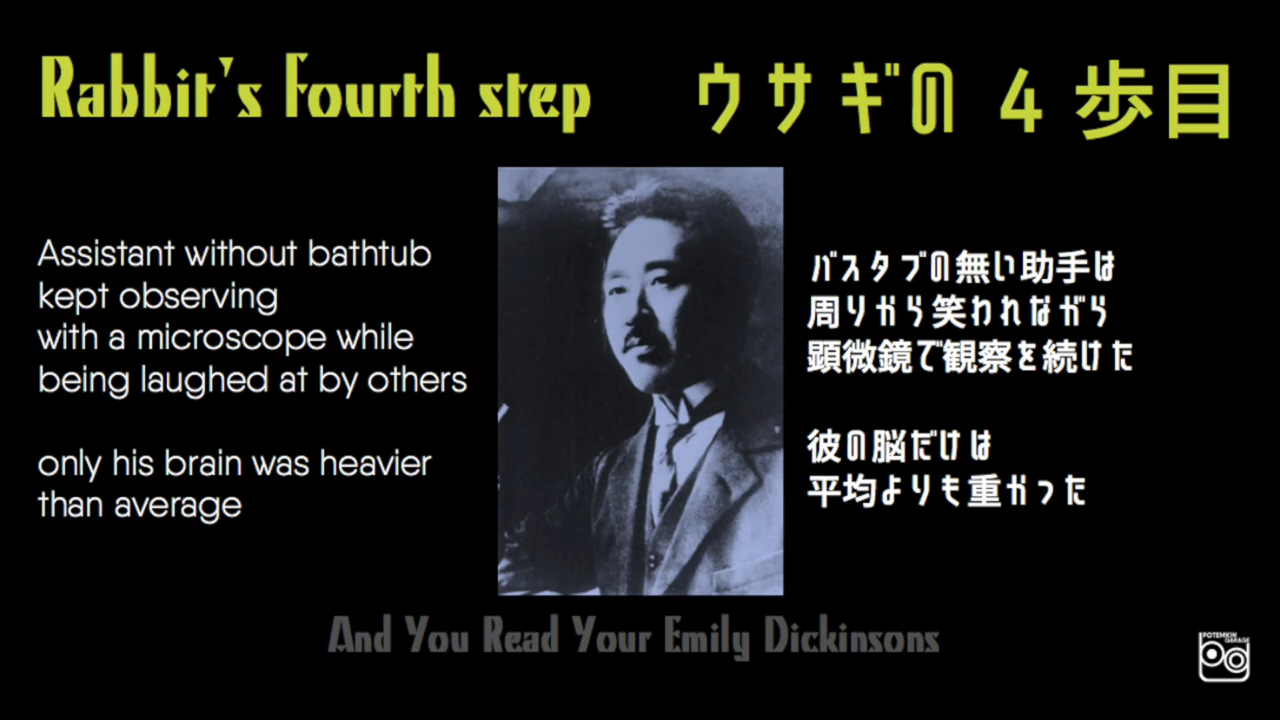 Rabbit's fourth step
ウサギの 4 歩目
Assistant without bathtub
kept observing
with a microscope while
being laughed at by others
only his brain was heavier
than average
バスタブの無い助手は
周りから笑われながら
顕微鏡で観察を続けた
彼の脳だけは
平均よりも重かった
And You Read Your Emily Dickinsons
POTEMKIN
GARAGE